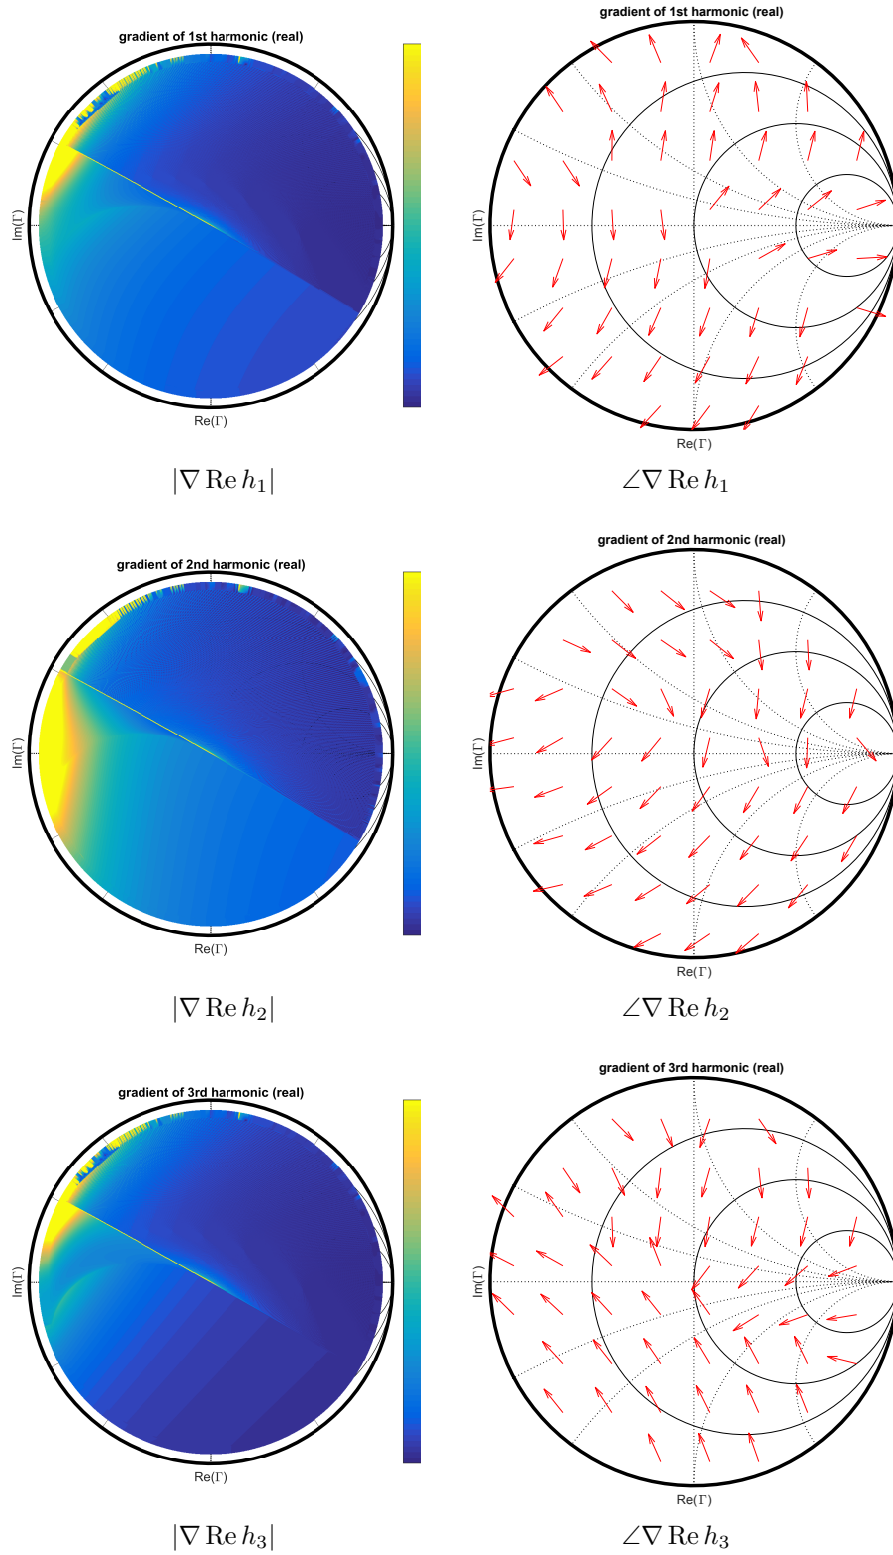 gradient of 1st harmonic (real)
gradient of 1st harmonic (real)
Im(Γ)
Im(Γ)
Re(Γ)
Re(Γ)
|∇ Re h₁|
∠∇ Re h₁
gradient of 2nd harmonic (real)
gradient of 2nd harmonic (real)
Im(Γ)
Im(Γ)
Re(Γ)
Re(Γ)
|∇ Re h₂|
∠∇ Re h₂
gradient of 3rd harmonic (real)
gradient of 3rd harmonic (real)
Im(Γ)
Im(Γ)
Re(Γ)
Re(Γ)
|∇ Re h₃|
∠∇ Re h₃